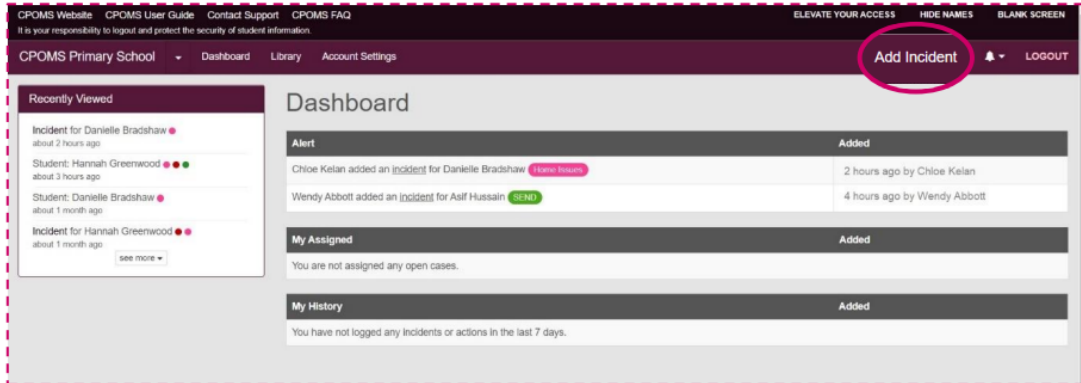 CPOMS Website CPOMS User Guide Contact Support CPOMS FAQ ELEVATE YOUR ACCESS HIDE NAMES BLANK SCREEN
It is your responsibility to logout and protect the security of student information.
CPOMS Primary School Dashboard Library Account Settings Add Incident LOGOUT
Recently Viewed
Incident for Danielle Bradshaw
about 2 hours ago
Student: Hannah Greenwood
about 3 hours ago
Student: Danielle Bradshaw
about 1 month ago
Incident for Hannah Greenwood
about 1 month ago
see more
Dashboard
Alert Added
Chloe Kelan added an incident for Danielle Bradshaw Home Issues 2 hours ago by Chloe Kelan
Wendy Abbott added an incident for Asif Hussain SEND 4 hours ago by Wendy Abbott
My Assigned Added
You are not assigned any open cases.
My History Added
You have not logged any incidents or actions in the last 7 days.